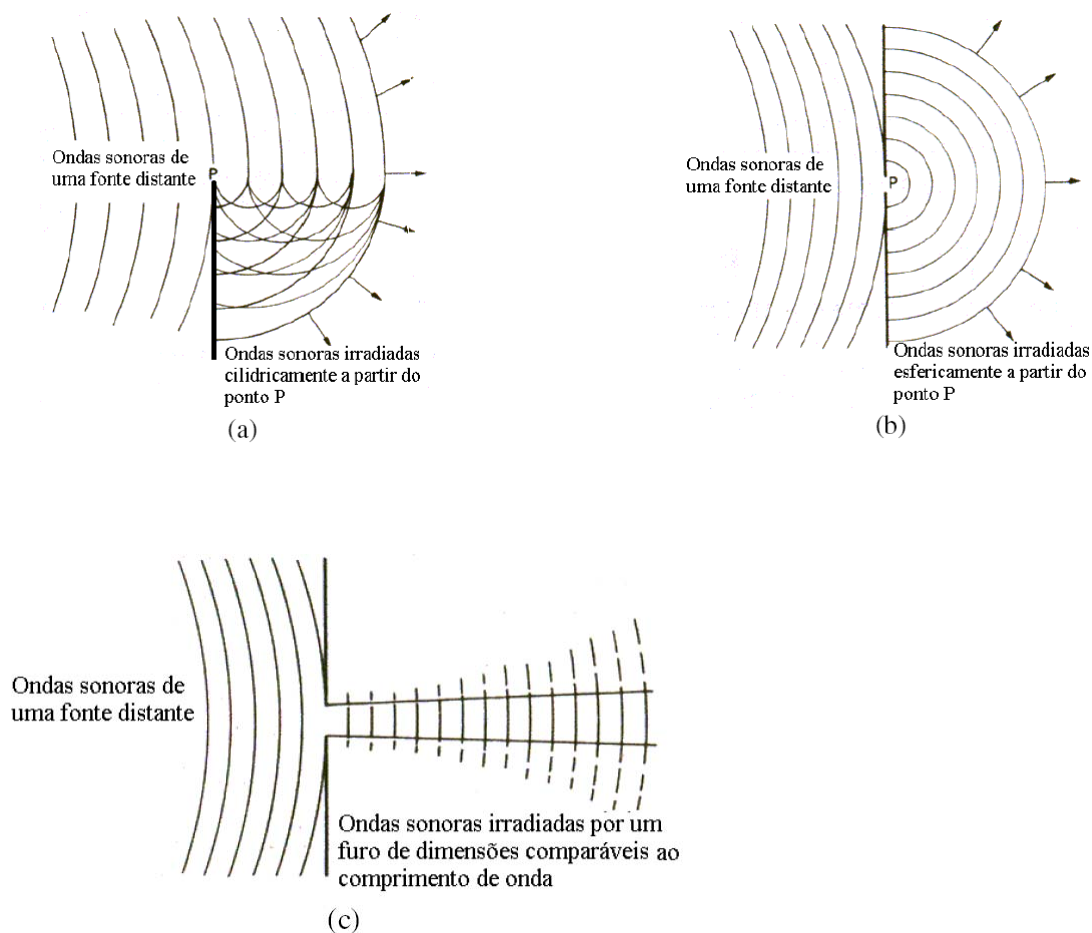 Ondas sonoras de
uma fonte distante
P
Ondas sonoras irradiadas
cilidricamente a partir do
ponto P
(a)
Ondas sonoras de
uma fonte distante
P
Ondas sonoras irradiadas
esfericamente a partir do
ponto P
(b)
Ondas sonoras de
uma fonte distante
Ondas sonoras irradiadas por um
furo de dimensões comparáveis ao
comprimento de onda
(c)